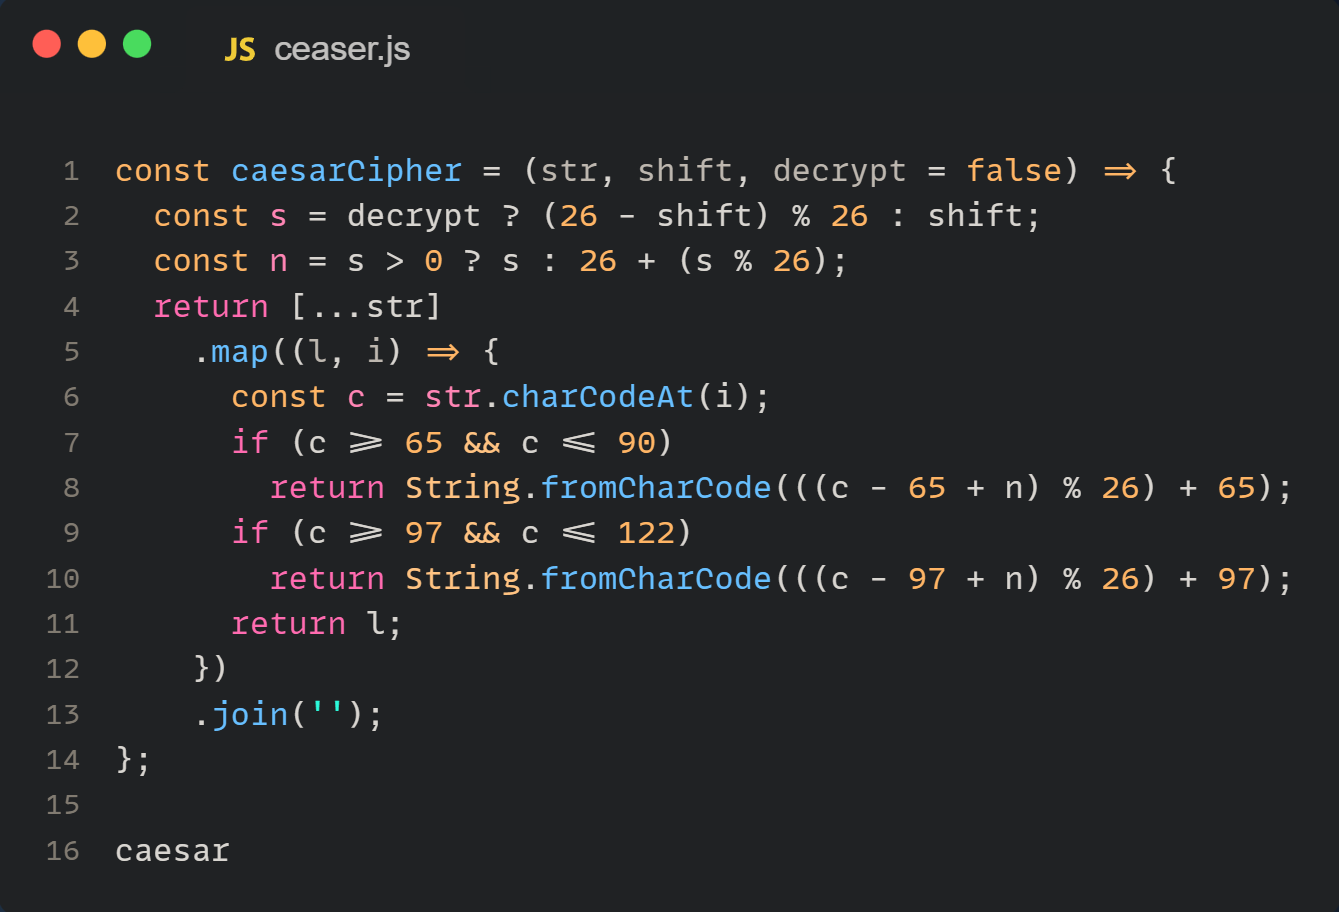 JS ceaser.js
1 const caesarCipher = (str, shift, decrypt = false) => {
2   const s = decrypt ? (26 - shift) % 26 : shift;
3   const n = s > 0 ? s : 26 + (s % 26);
4   return [...str]
5     .map((l, i) => {
6       const c = str.charCodeAt(i);
7       if (c >= 65 && c <= 90)
8         return String.fromCharCode(((c - 65 + n) % 26) + 65);
9       if (c >= 97 && c <= 122)
10         return String.fromCharCode(((c - 97 + n) % 26) + 97);
11       return l;
12     })
13     .join('');
14 };
15
16 caesar